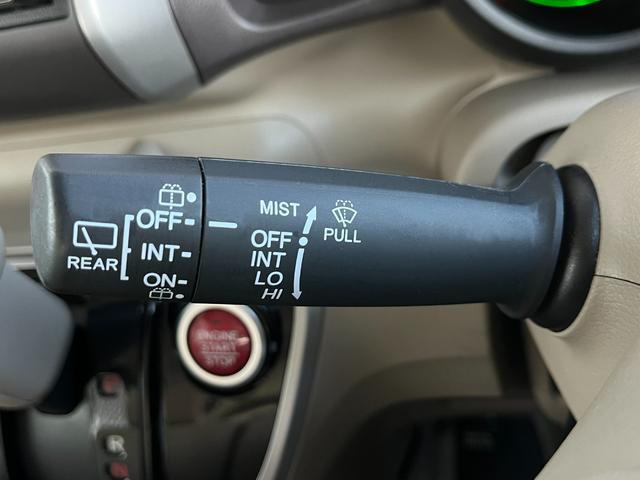 REAR
OFF
INT
ON
MIST
OFF
INT
LO
HI
PULL
ENGINE
START
STOP
R
N